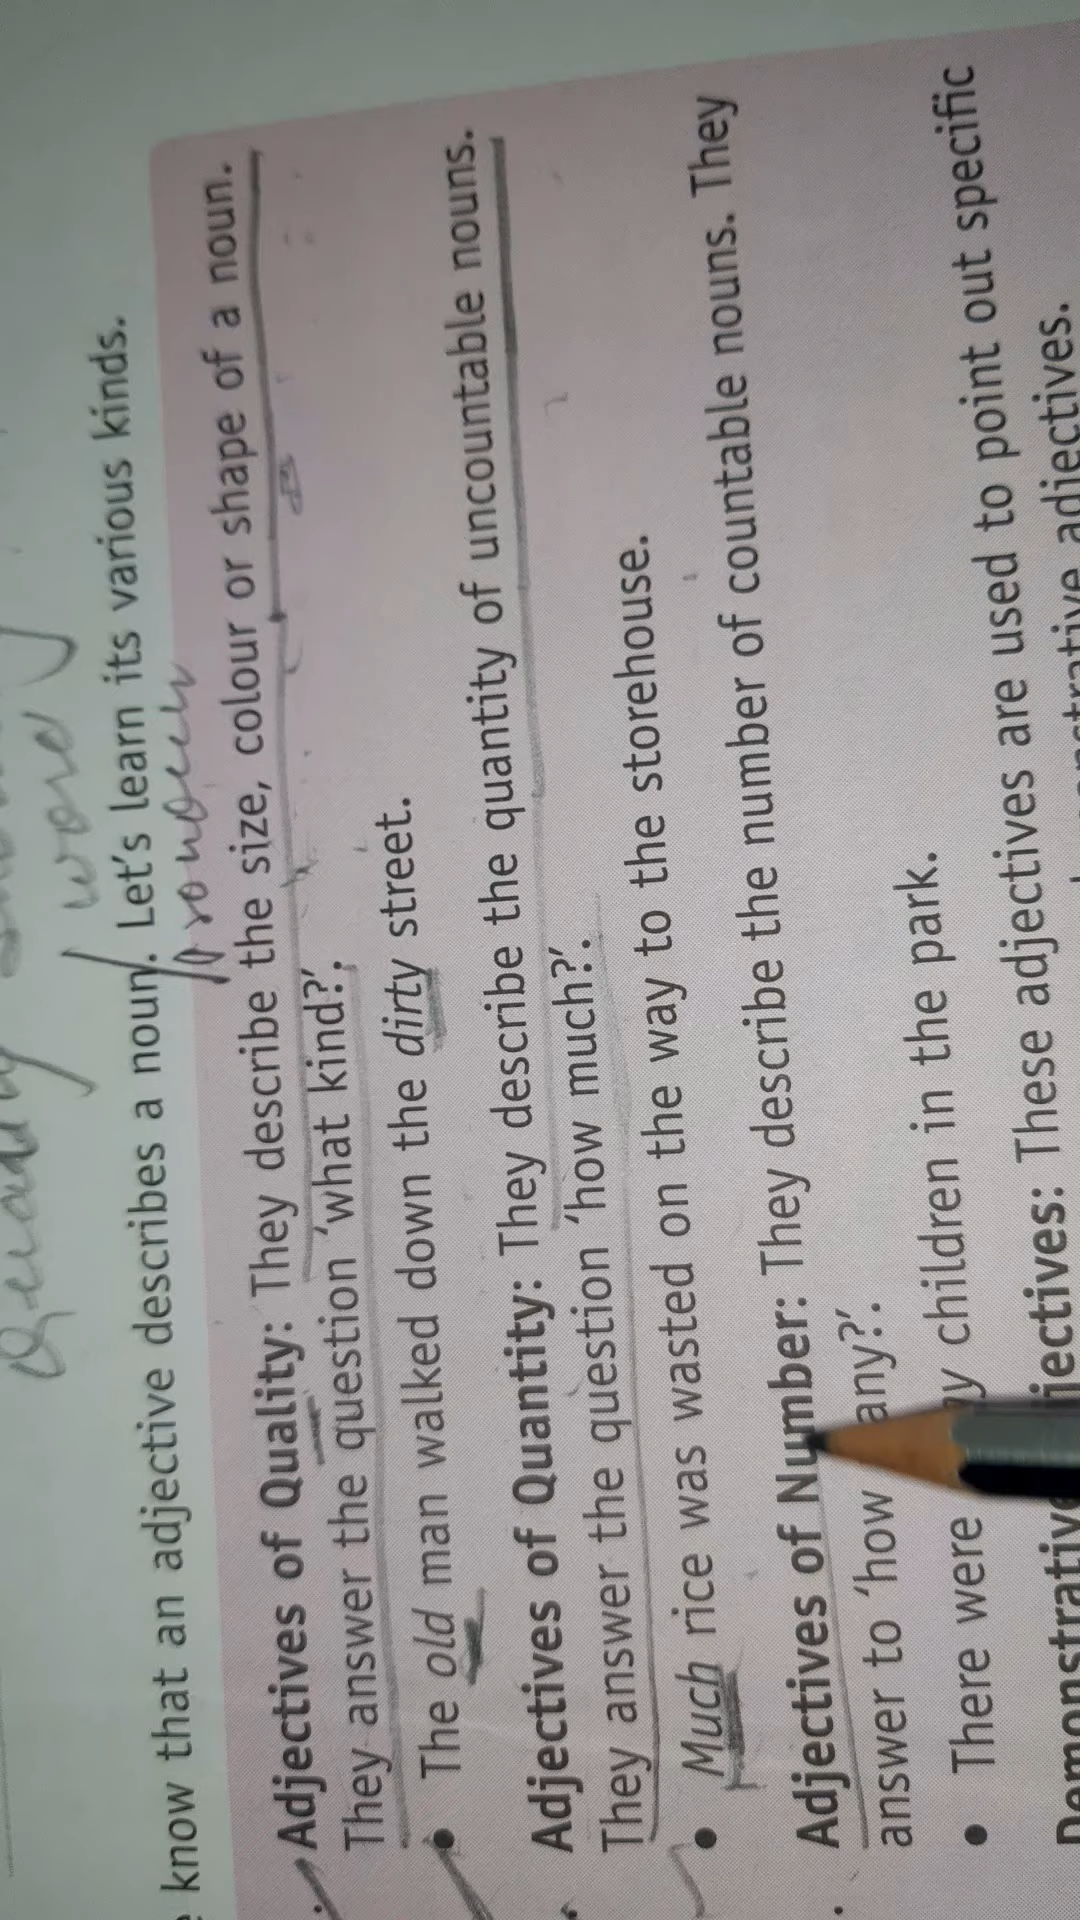 know that an adjective describes a noun. Let's learn its various kinds.
Adjectives of Quality: They describe the size, colour or shape of a noun.
They answer the question 'what kind?'.
• The old man walked down the dirty street.
Adjectives of Quantity: They describe the quantity of uncountable nouns.
They answer the question 'how much?'.
• Much rice was wasted on the way to the storehouse.
Adjectives of Number: They describe the number of countable nouns. They
answer to 'how any?'.
• There were y children in the park.
Demonstrative jectives: These adjectives are used to point out specific
adjectives.